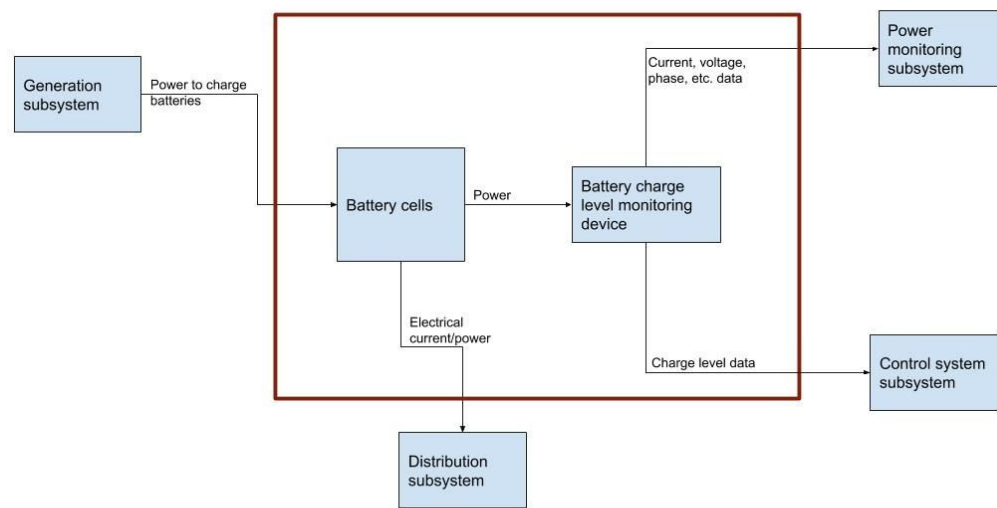 Power
monitoring
subsystem
Current, voltage,
phase, etc. data
Generation
subsystem
Power to charge
batteries
Battery cells
Power
Battery charge
level monitoring
device
Electrical
current/power
Charge level data
Control system
subsystem
Distribution
subsystem